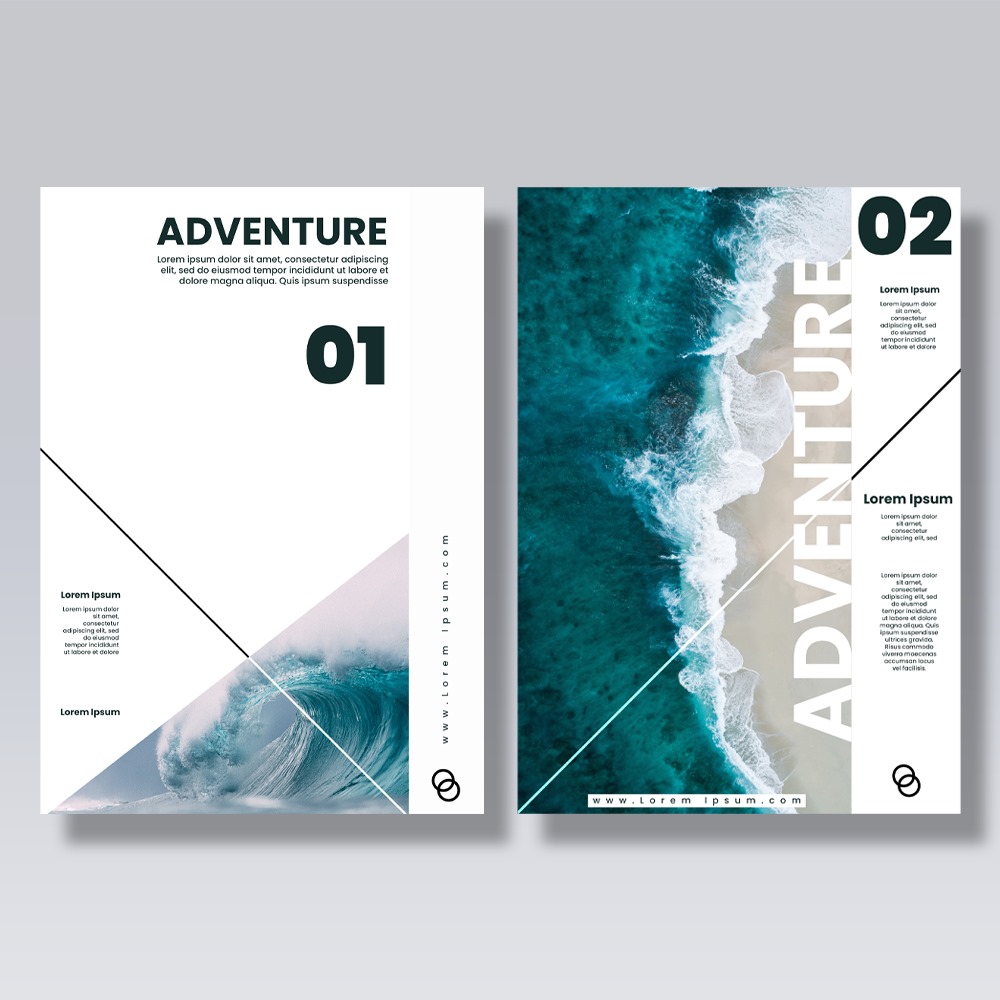 ADVENTURE
Lorem ipsum dolor sit amet, consectetur adipiscing
elit, sed do eiusmod tempor incididunt ut labore et
dolore magna aliqua. Quis ipsum suspendisse
01
Lorem Ipsum
Lorem ipsum dolor
sit amet,
consectetur
adipiscing elit, sed
do eiusmod
tempor incididunt
ut labore et dolore
Lorem Ipsum
www.Lorem Ipsum.com
02
ADVENTURE
Lorem Ipsum
Lorem ipsum dolor
sit amet,
consectetur
adipiscing elit, sed
do eiusmod
tempor incididunt
ut labore et dolore
Lorem Ipsum
Lorem ipsum dolor
sit amet,
consectetur
adipiscing elit, sed
Lorem ipsum dolor
sit amet,
consectetur
adipiscing elit, sed
do eiusmod
tempor incididunt
ut labore et dolore
magna aliqua. Quis
ipsum suspendisse
ultrices gravida.
Risus commodo
viverra maecenas
accumsan lacus
vel facilisis.
www.Lorem Ipsum.com